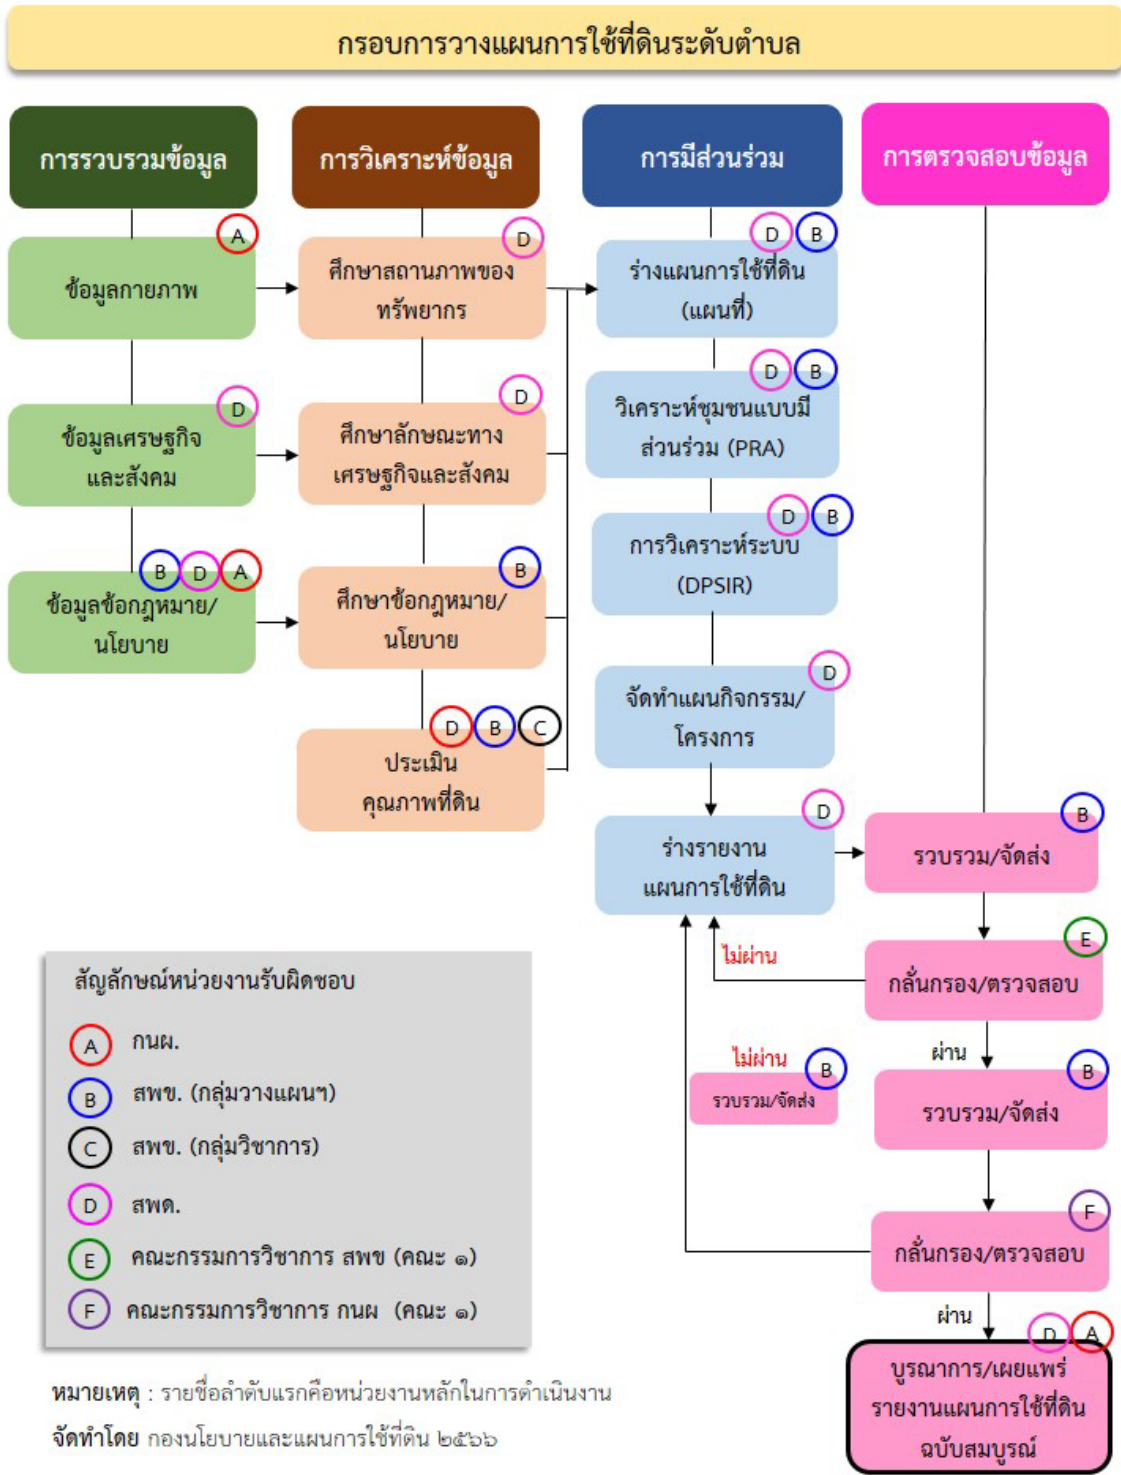 กรอบการวางแผนการใช้ที่ดินระดับตำบล
การรวบรวมข้อมูล
A
ข้อมูลกายภาพ
D
ข้อมูลเศรษฐกิจ
และสังคม
B D A
ข้อมูลข้อกฎหมาย/
นโยบาย
การวิเคราะห์ข้อมูล
D
ศึกษาสถานภาพของ
ทรัพยากร
D
ศึกษาลักษณะทาง
เศรษฐกิจและสังคม
B
ศึกษาข้อกฎหมาย/
นโยบาย
D B C
ประเมิน
คุณภาพที่ดิน
การมีส่วนร่วม
D B
ร่างแผนการใช้ที่ดิน
(แผนที่)
D B
วิเคราะห์ชุมชนแบบมี
ส่วนร่วม (PRA)
D B
การวิเคราะห์ระบบ
(DPSIR)
D
จัดทำแผนกิจกรรม/
โครงการ
D
ร่างรายงาน
แผนการใช้ที่ดิน
การตรวจสอบข้อมูล
B
รวบรวม/จัดส่ง
E
กลั่นกรอง/ตรวจสอบ
ไม่ผ่าน
ผ่าน
B
รวบรวม/จัดส่ง
F
กลั่นกรอง/ตรวจสอบ
ไม่ผ่าน
B
รวบรวม/จัดส่ง
ผ่าน
D A
บูรณาการ/เผยแพร่
รายงานแผนการใช้ที่ดิน
ฉบับสมบูรณ์
สัญลักษณ์หน่วยงานรับผิดชอบ
A กนผ.
B สพข. (กลุ่มวางแผนฯ)
C สพข. (กลุ่มวิชาการ)
D สพด.
E คณะกรรมการวิชาการ สพข (คณะ ๑)
F คณะกรรมการวิชาการ กนผ (คณะ ๑)
หมายเหตุ : รายชื่อลำดับแรกคือหน่วยงานหลักในการดำเนินงาน
จัดทำโดย กองนโยบายและแผนการใช้ที่ดิน ๒๕๖๖